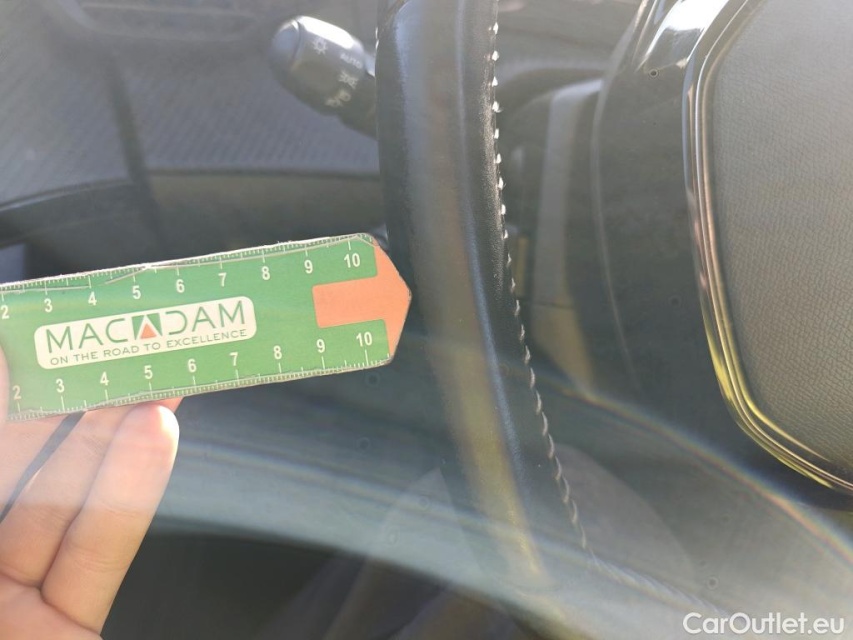 AUTO
2 3 4 5 6 7 8 9 10
MACADAM
ON THE ROAD TO EXCELLENCE
2 3 4 5 6 7 8 9 10
CarOutlet.eu